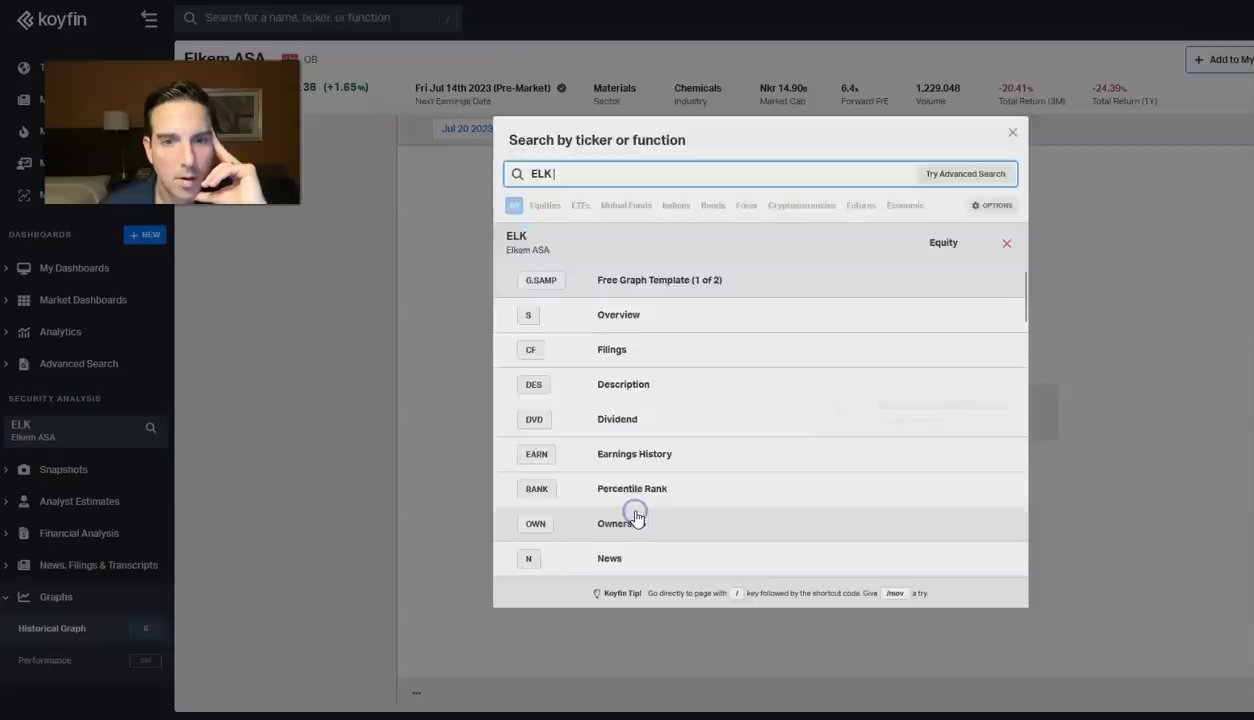 koyfin
Search for a name, ticker, or function
/
Elkem ASA
OB
.38 (+1.65%)
Fri Jul 14th 2023 (Pre-Market)
Next Earnings Date
Materials
Sector
Chemicals
Industry
Nkr 14.90
Market Cap
6.4x
Forward P/E
1,229.048
Volume
-20.41%
Total Return (3M)
-24.39%
Total Return (1Y)
+ Add to My
Jul 20 2023
Search by ticker or function
ELK
Try Advanced Search
All
Equities
ETFs
Mutual Funds
Indices
Bonds
Forex
Cryptocurrencies
Futures
Economic
OPTIONS
ELK
Elkem ASA
Equity
G.SAMP
Free Graph Template (1 of 2)
S
Overview
CF
Filings
DES
Description
DVD
Dividend
EARN
Earnings History
RANK
Percentile Rank
OWN
N
News
Koyfin Tip! Go directly to page with / key followed by the shortcut code. Give /mov a try.
DASHBOARDS
+ NEW
My Dashboards
Market Dashboards
Analytics
Advanced Search
SECURITY ANALYSIS
ELK
Elkem ASA
Snapshots
Analyst Estimates
Financial Analysis
News, Filings & Transcripts
Graphs
Historical Graph
G
Performance
...